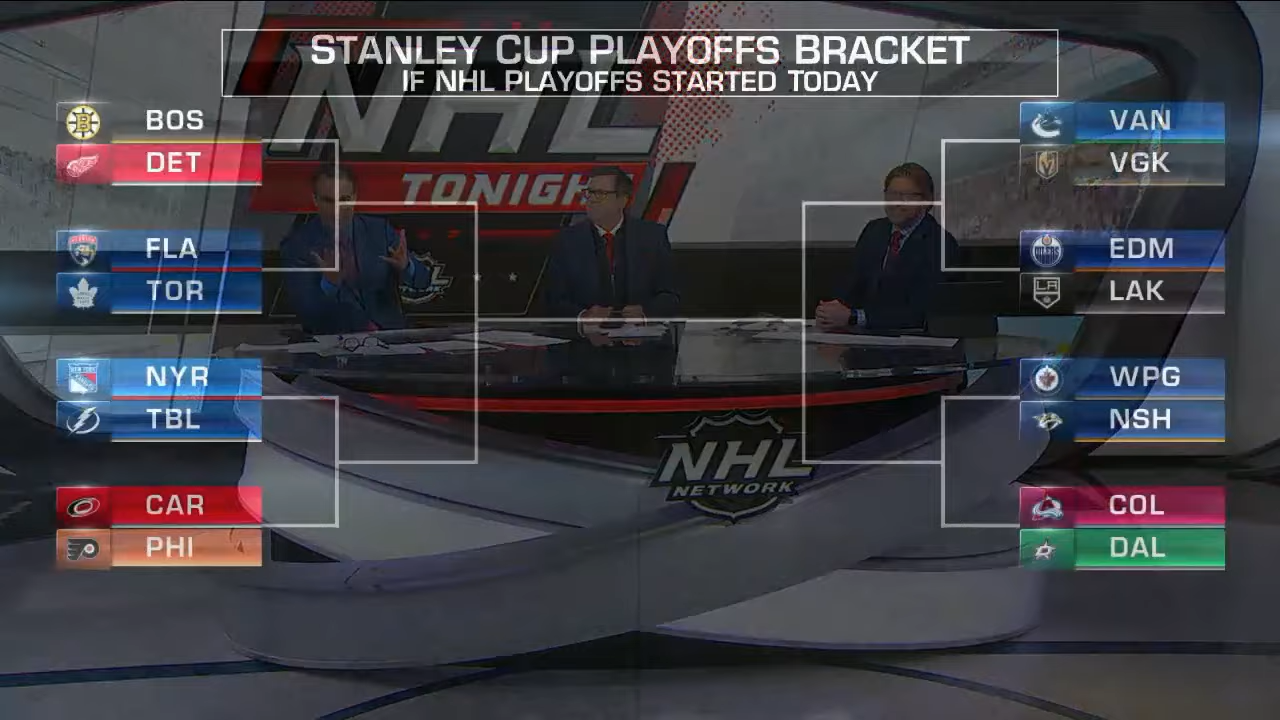 STANLEY CUP PLAYOFFS BRACKET
IF NHL PLAYOFFS STARTED TODAY
BOS
DET
FLA
TOR
NYR
TBL
CAR
PHI
VAN
VGK
EDM
LAK
WPG
NSH
COL
DAL
NHL
TONIGH
NHL
NETWORK